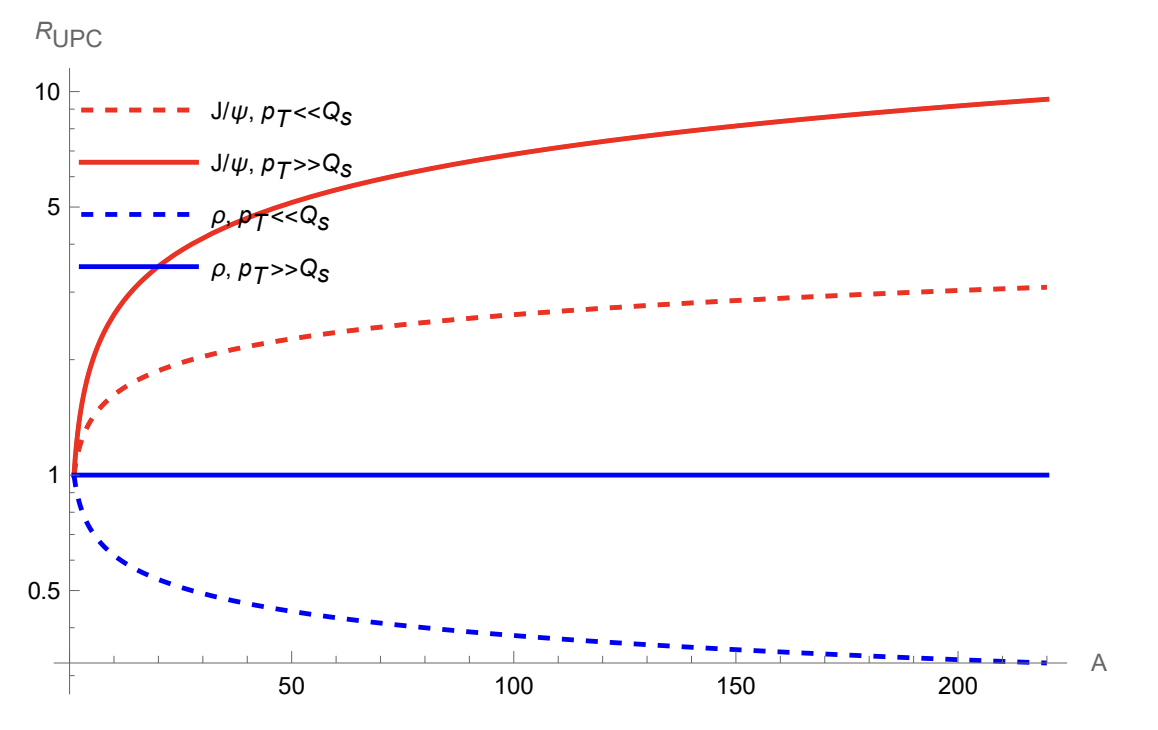 R_UPC
10
J/ψ, p_T<<Q_s
J/ψ, p_T>>Q_s
5
ρ, p_T<<Q_s
ρ, p_T>>Q_s
1
0.5
50 100 150 200 A